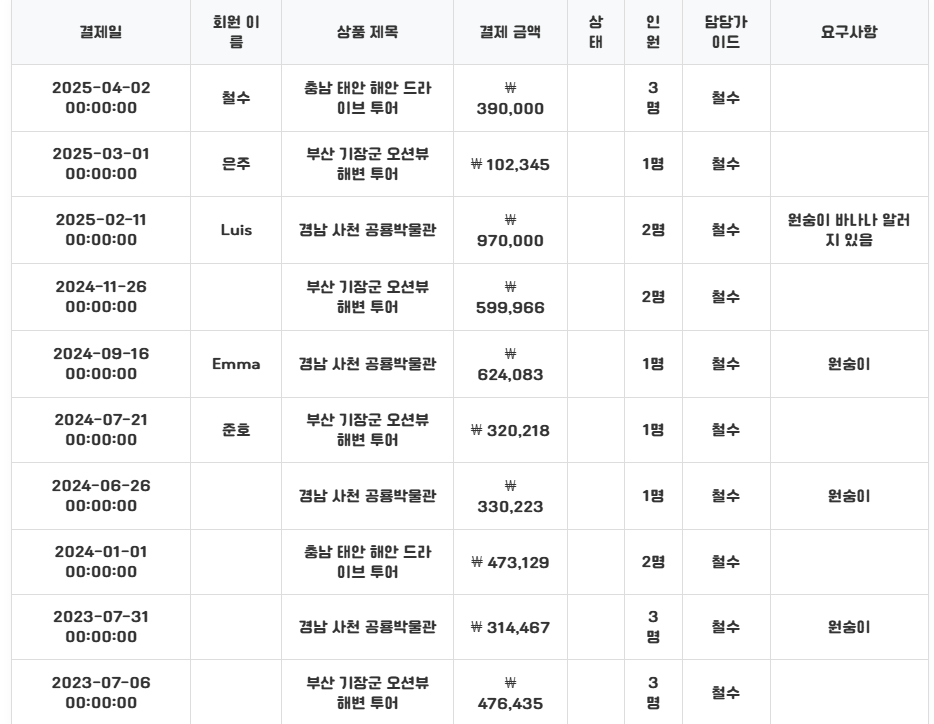 결제일 회원 이름 상품 제목 결제 금액 상태 인원 담당가이드 요구사항
2025-04-02 00:00:00 철수 충남 태안 해안 드라이브 투어 ₩ 390,000 3명 철수
2025-03-01 00:00:00 은주 부산 기장군 오션뷰 해변 투어 ₩ 102,345 1명 철수
2025-02-11 00:00:00 Luis 경남 사천 공룡박물관 ₩ 970,000 2명 철수 원숭이 바나나 알러지 있음
2024-11-26 00:00:00 부산 기장군 오션뷰 해변 투어 ₩ 599,966 2명 철수
2024-09-16 00:00:00 Emma 경남 사천 공룡박물관 ₩ 624,083 1명 철수 원숭이
2024-07-21 00:00:00 준호 부산 기장군 오션뷰 해변 투어 ₩ 320,218 1명 철수
2024-06-26 00:00:00 경남 사천 공룡박물관 ₩ 330,223 1명 철수 원숭이
2024-01-01 00:00:00 충남 태안 해안 드라이브 투어 ₩ 473,129 2명 철수
2023-07-31 00:00:00 경남 사천 공룡박물관 ₩ 314,467 3명 철수 원숭이
2023-07-06 00:00:00 부산 기장군 오션뷰 해변 투어 ₩ 476,435 3명 철수